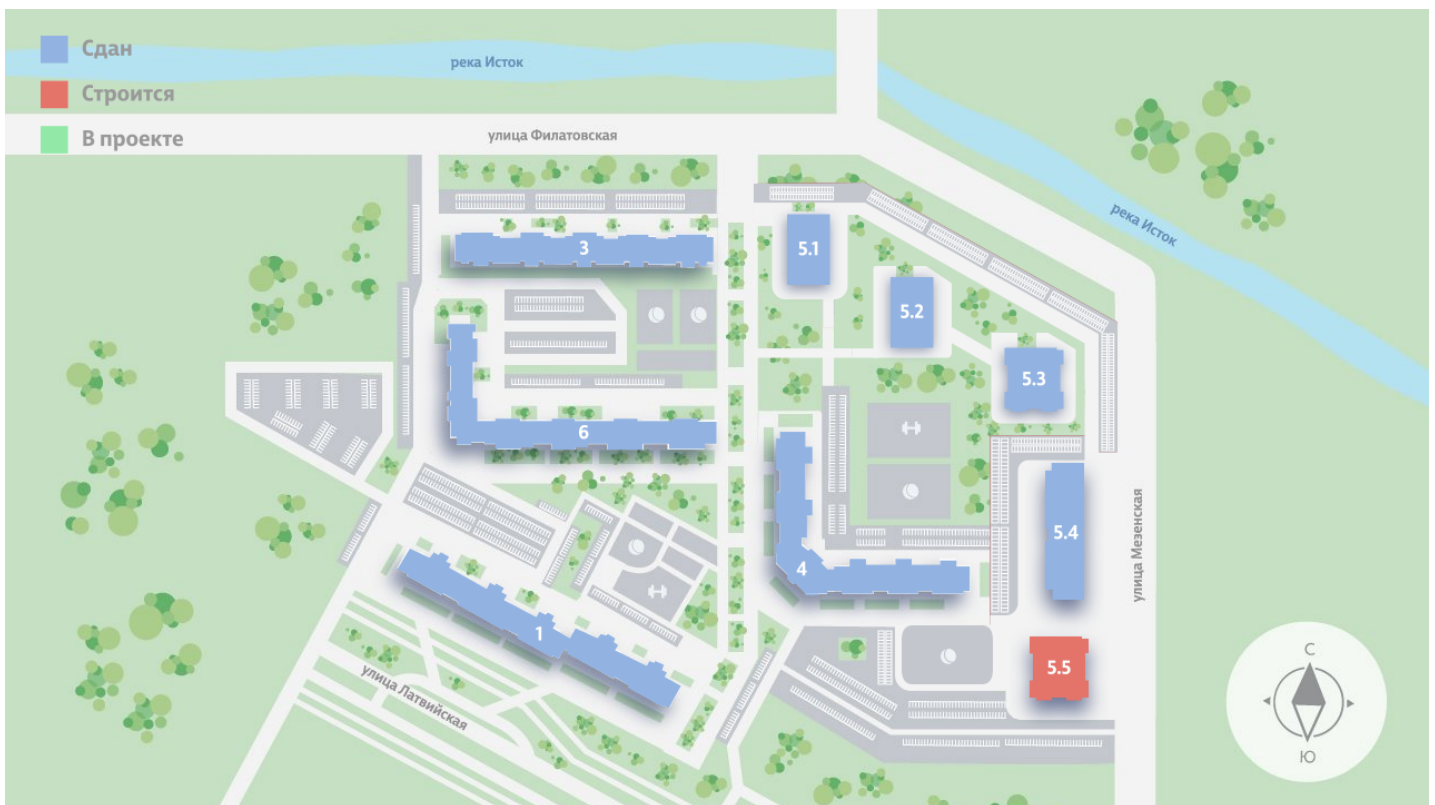 Сдан
Строится
В проекте
река Исток
улица Филатовская
река Исток
3
5.1
5.2
5.3
6
5.4
4
улица Мезенская
1
5.5
улица Латвийская
С
Ю